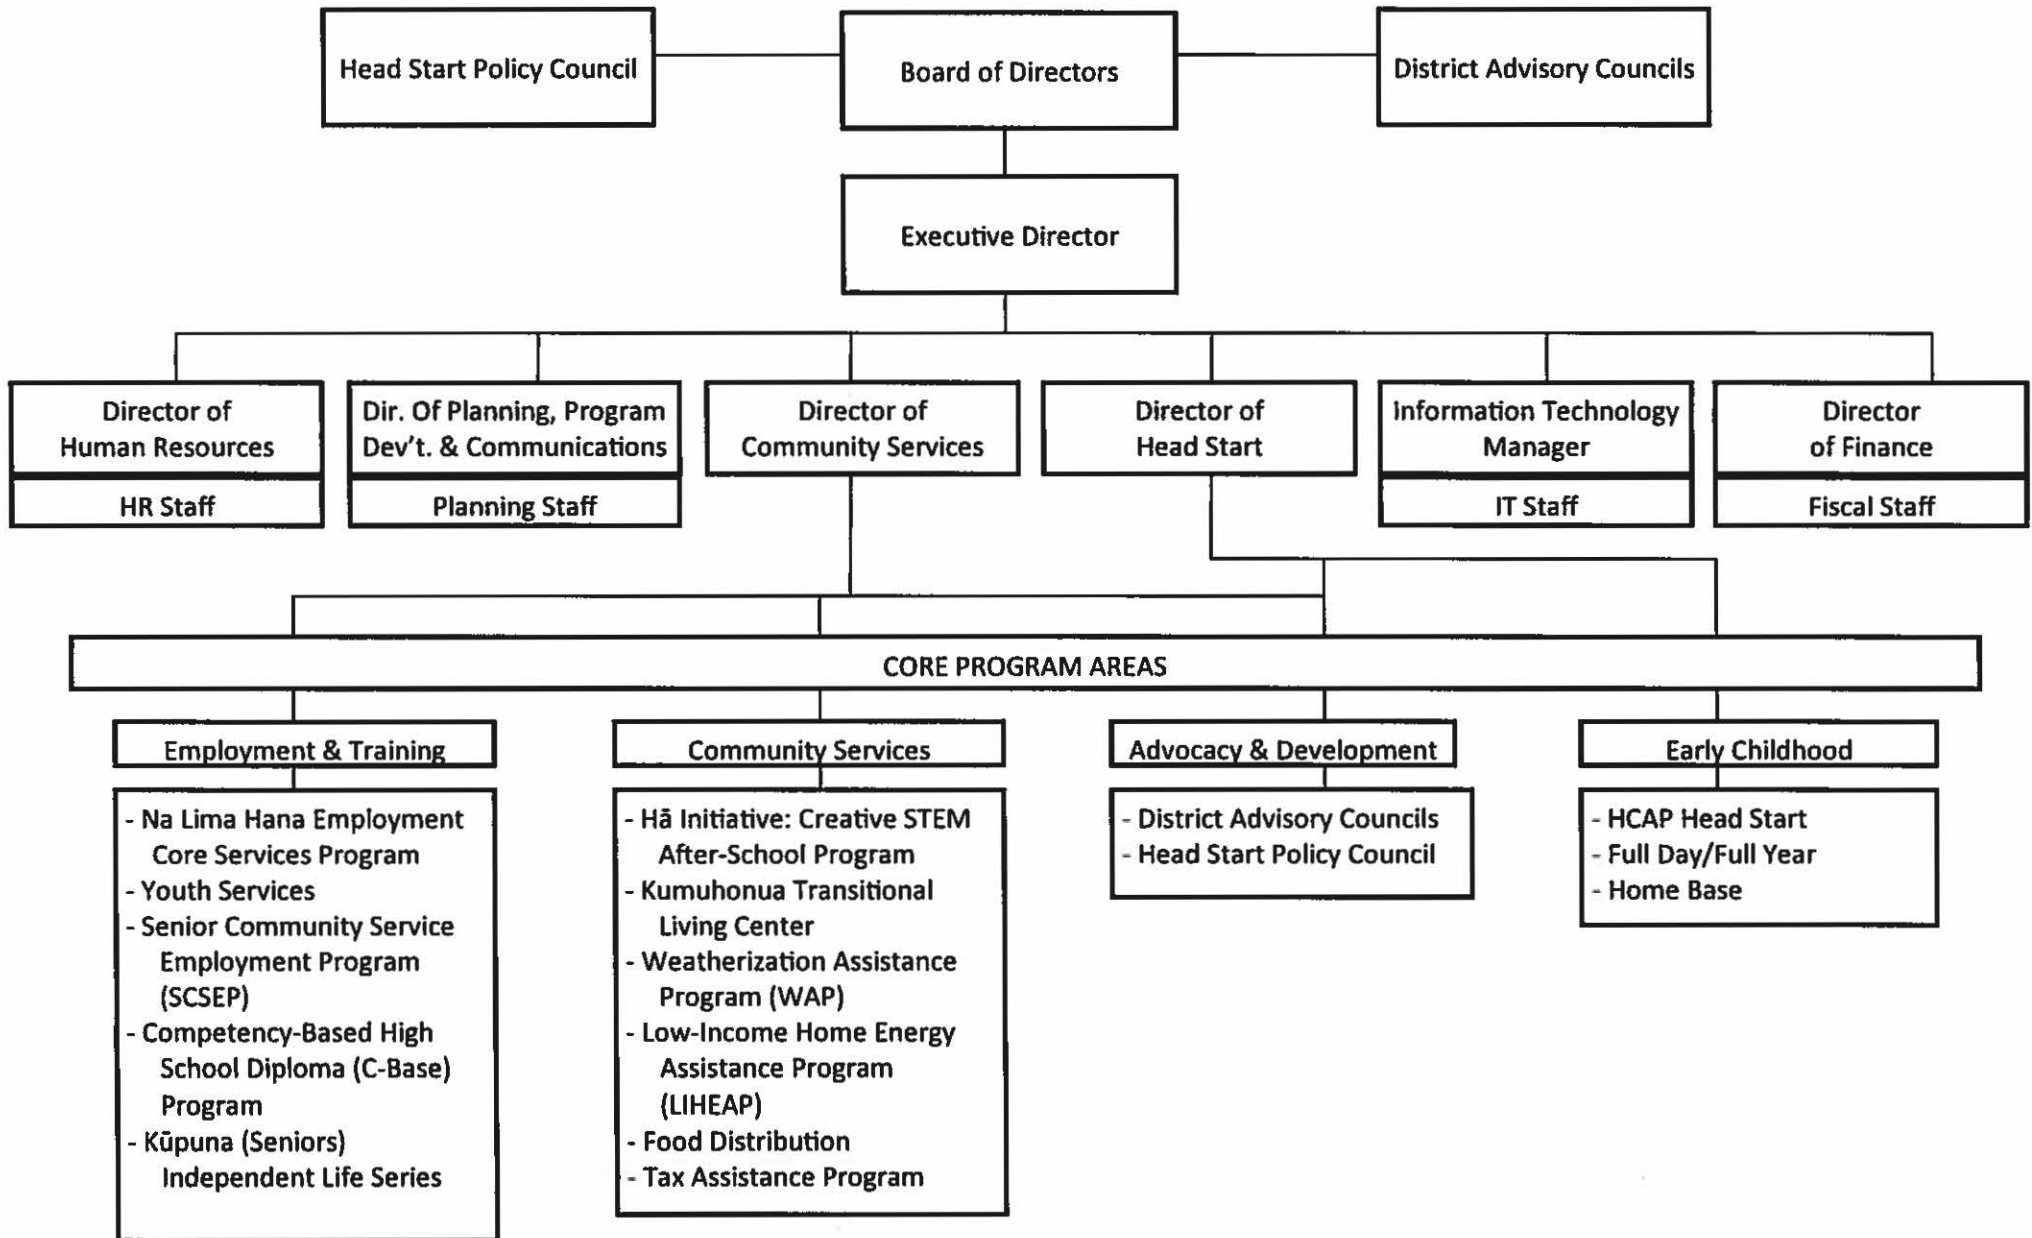 Head Start Policy Council
Board of Directors
District Advisory Councils
Executive Director
Director of
Human Resources
HR Staff
Dir. Of Planning, Program
Dev't. & Communications
Planning Staff
Director of
Community Services
Director of
Head Start
Information Technology
Manager
IT Staff
Director
of Finance
Fiscal Staff
CORE PROGRAM AREAS
Employment & Training
- Na Lima Hana Employment
Core Services Program
- Youth Services
- Senior Community Service
Employment Program
(SCSEP)
- Competency-Based High
School Diploma (C-Base)
Program
- Kūpuna (Seniors)
Independent Life Series
Community Services
- Hā Initiative: Creative STEM
After-School Program
- Kumuhonua Transitional
Living Center
- Weatherization Assistance
Program (WAP)
- Low-Income Home Energy
Assistance Program
(LIHEAP)
- Food Distribution
- Tax Assistance Program
Advocacy & Development
- District Advisory Councils
- Head Start Policy Council
Early Childhood
- HCAP Head Start
- Full Day/Full Year
- Home Base